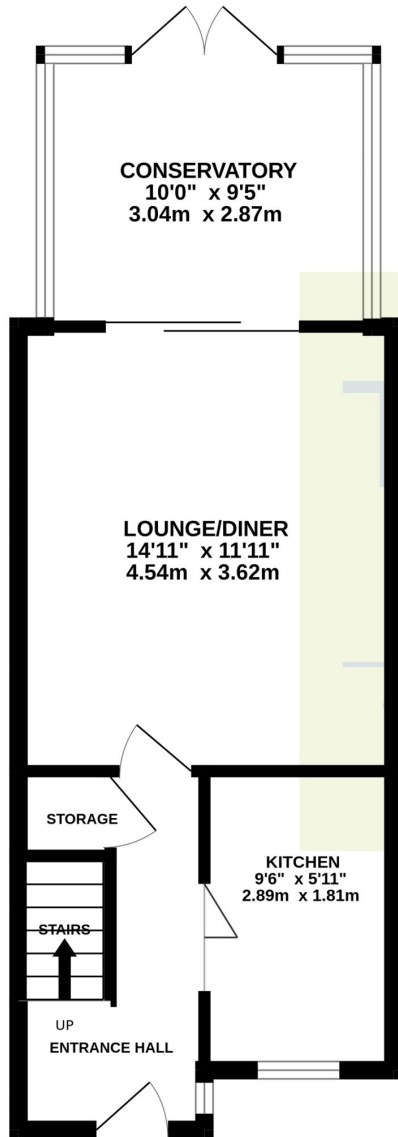 CONSERVATORY
10'0" x 9'5"
3.04m x 2.87m
LOUNGE/DINER
14'11" x 11'11"
4.54m x 3.62m
STORAGE
KITCHEN
9'6" x 5'11"
2.89m x 1.81m
STAIRS
UP
ENTRANCE HALL